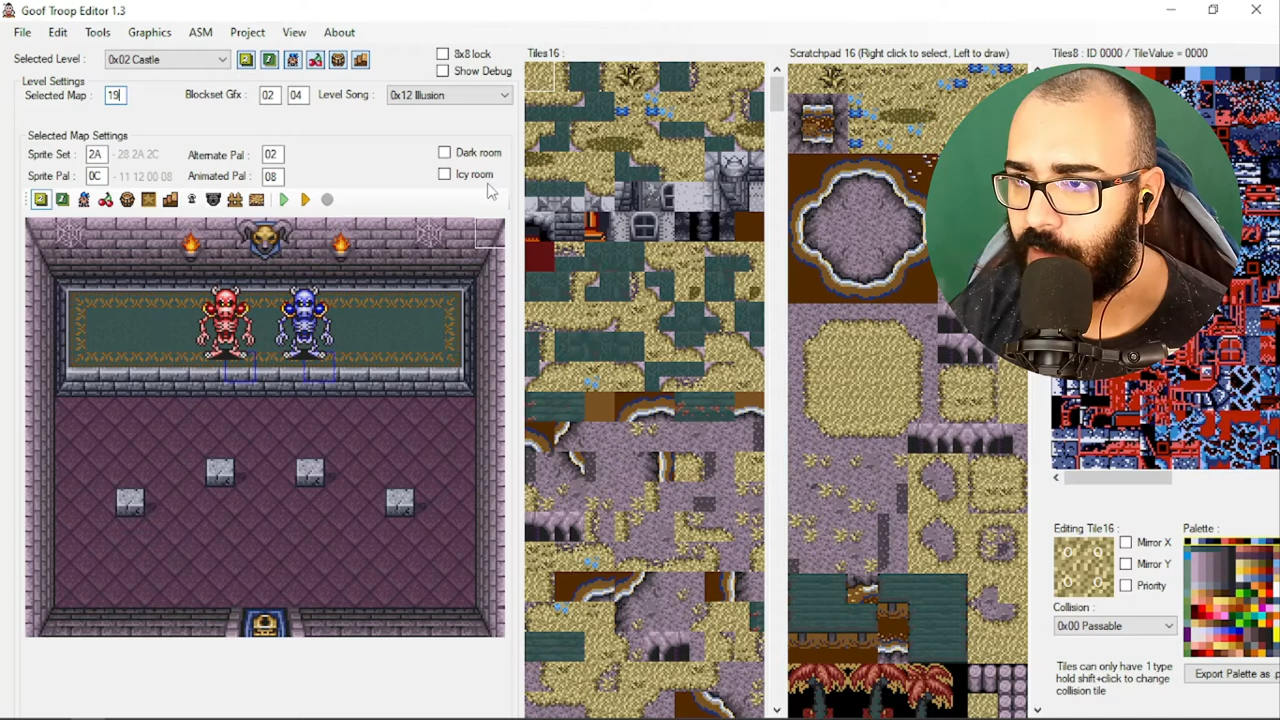 Goof Troop Editor 1.3
File Edit Tools Graphics ASM Project View About
Selected Level : 0x02 Castle
8x8 lock
Show Debug
Level Settings
Selected Map : 19 Blockset Gfx : 02 04 Level Song : 0x12 Illusion
Selected Map Settings
Sprite Set : 2A - 28 2A 2C Alternate Pal : 02 Dark room
Sprite Pal : 0C - 11 12 00 08 Animated Pal : 08 Icy room
Tiles16 :
Scratchpad 16 (Right click to select, Left to draw)
Tiles8 : ID 0000 / TileValue = 0000
Editing Tile16 :
Mirror X
Mirror Y
Priority
Palette :
Collision :
0x00 Passable
Tiles can only have 1 type
hold shift+click to change
collision tile
Export Palette as .p